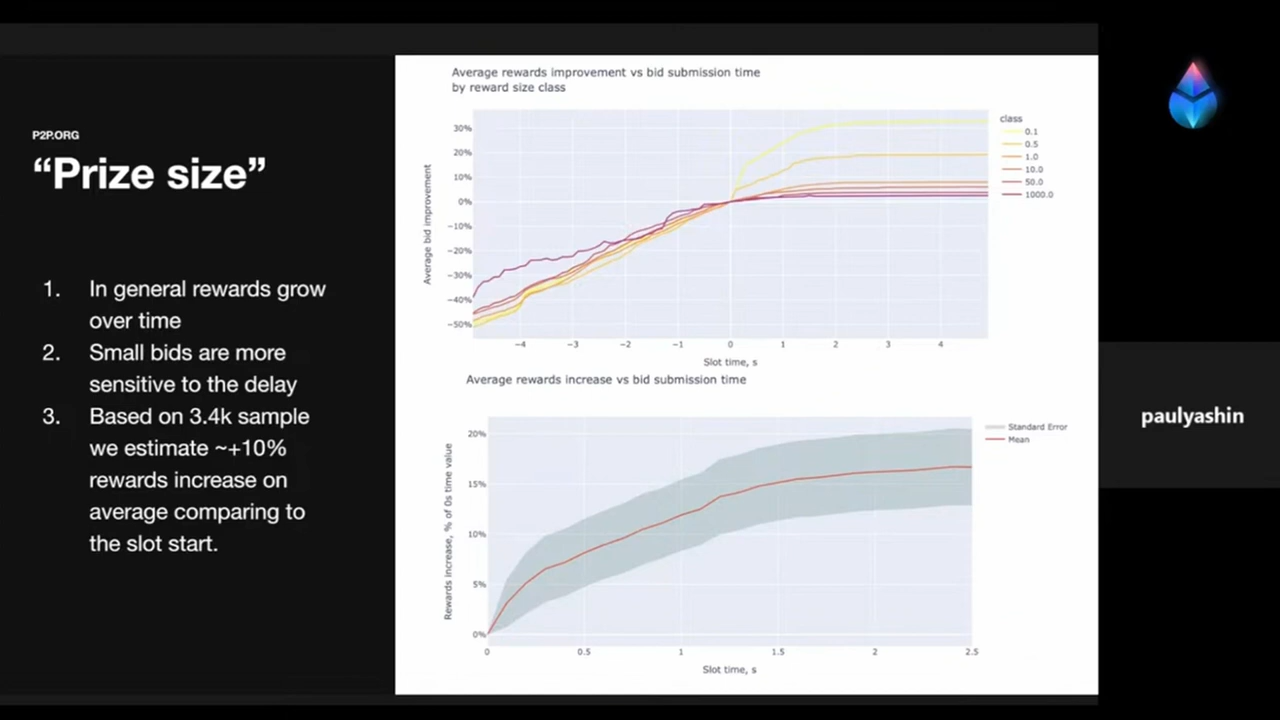 P2P.ORG
“Prize size”
1. In general rewards grow
over time
2. Small bids are more
sensitive to the delay
3. Based on 3.4k sample
we estimate ~+10%
rewards increase on
average comparing to
the slot start.
Average rewards improvement vs bid submission time
by reward size class
Average bid improvement
30%
20%
10%
0%
−10%
−20%
−30%
−40%
−50%
−4 −3 −2 −1 0 1 2 3 4
Slot time, s
class
0.1
0.5
1.0
10.0
50.0
1000.0
Average rewards increase vs bid submission time
Rewards increase, % of 0s time value
20%
15%
10%
5%
0%
0 0.5 1 1.5 2 2.5
Slot time, s
Standard Error
Mean
paulyashin